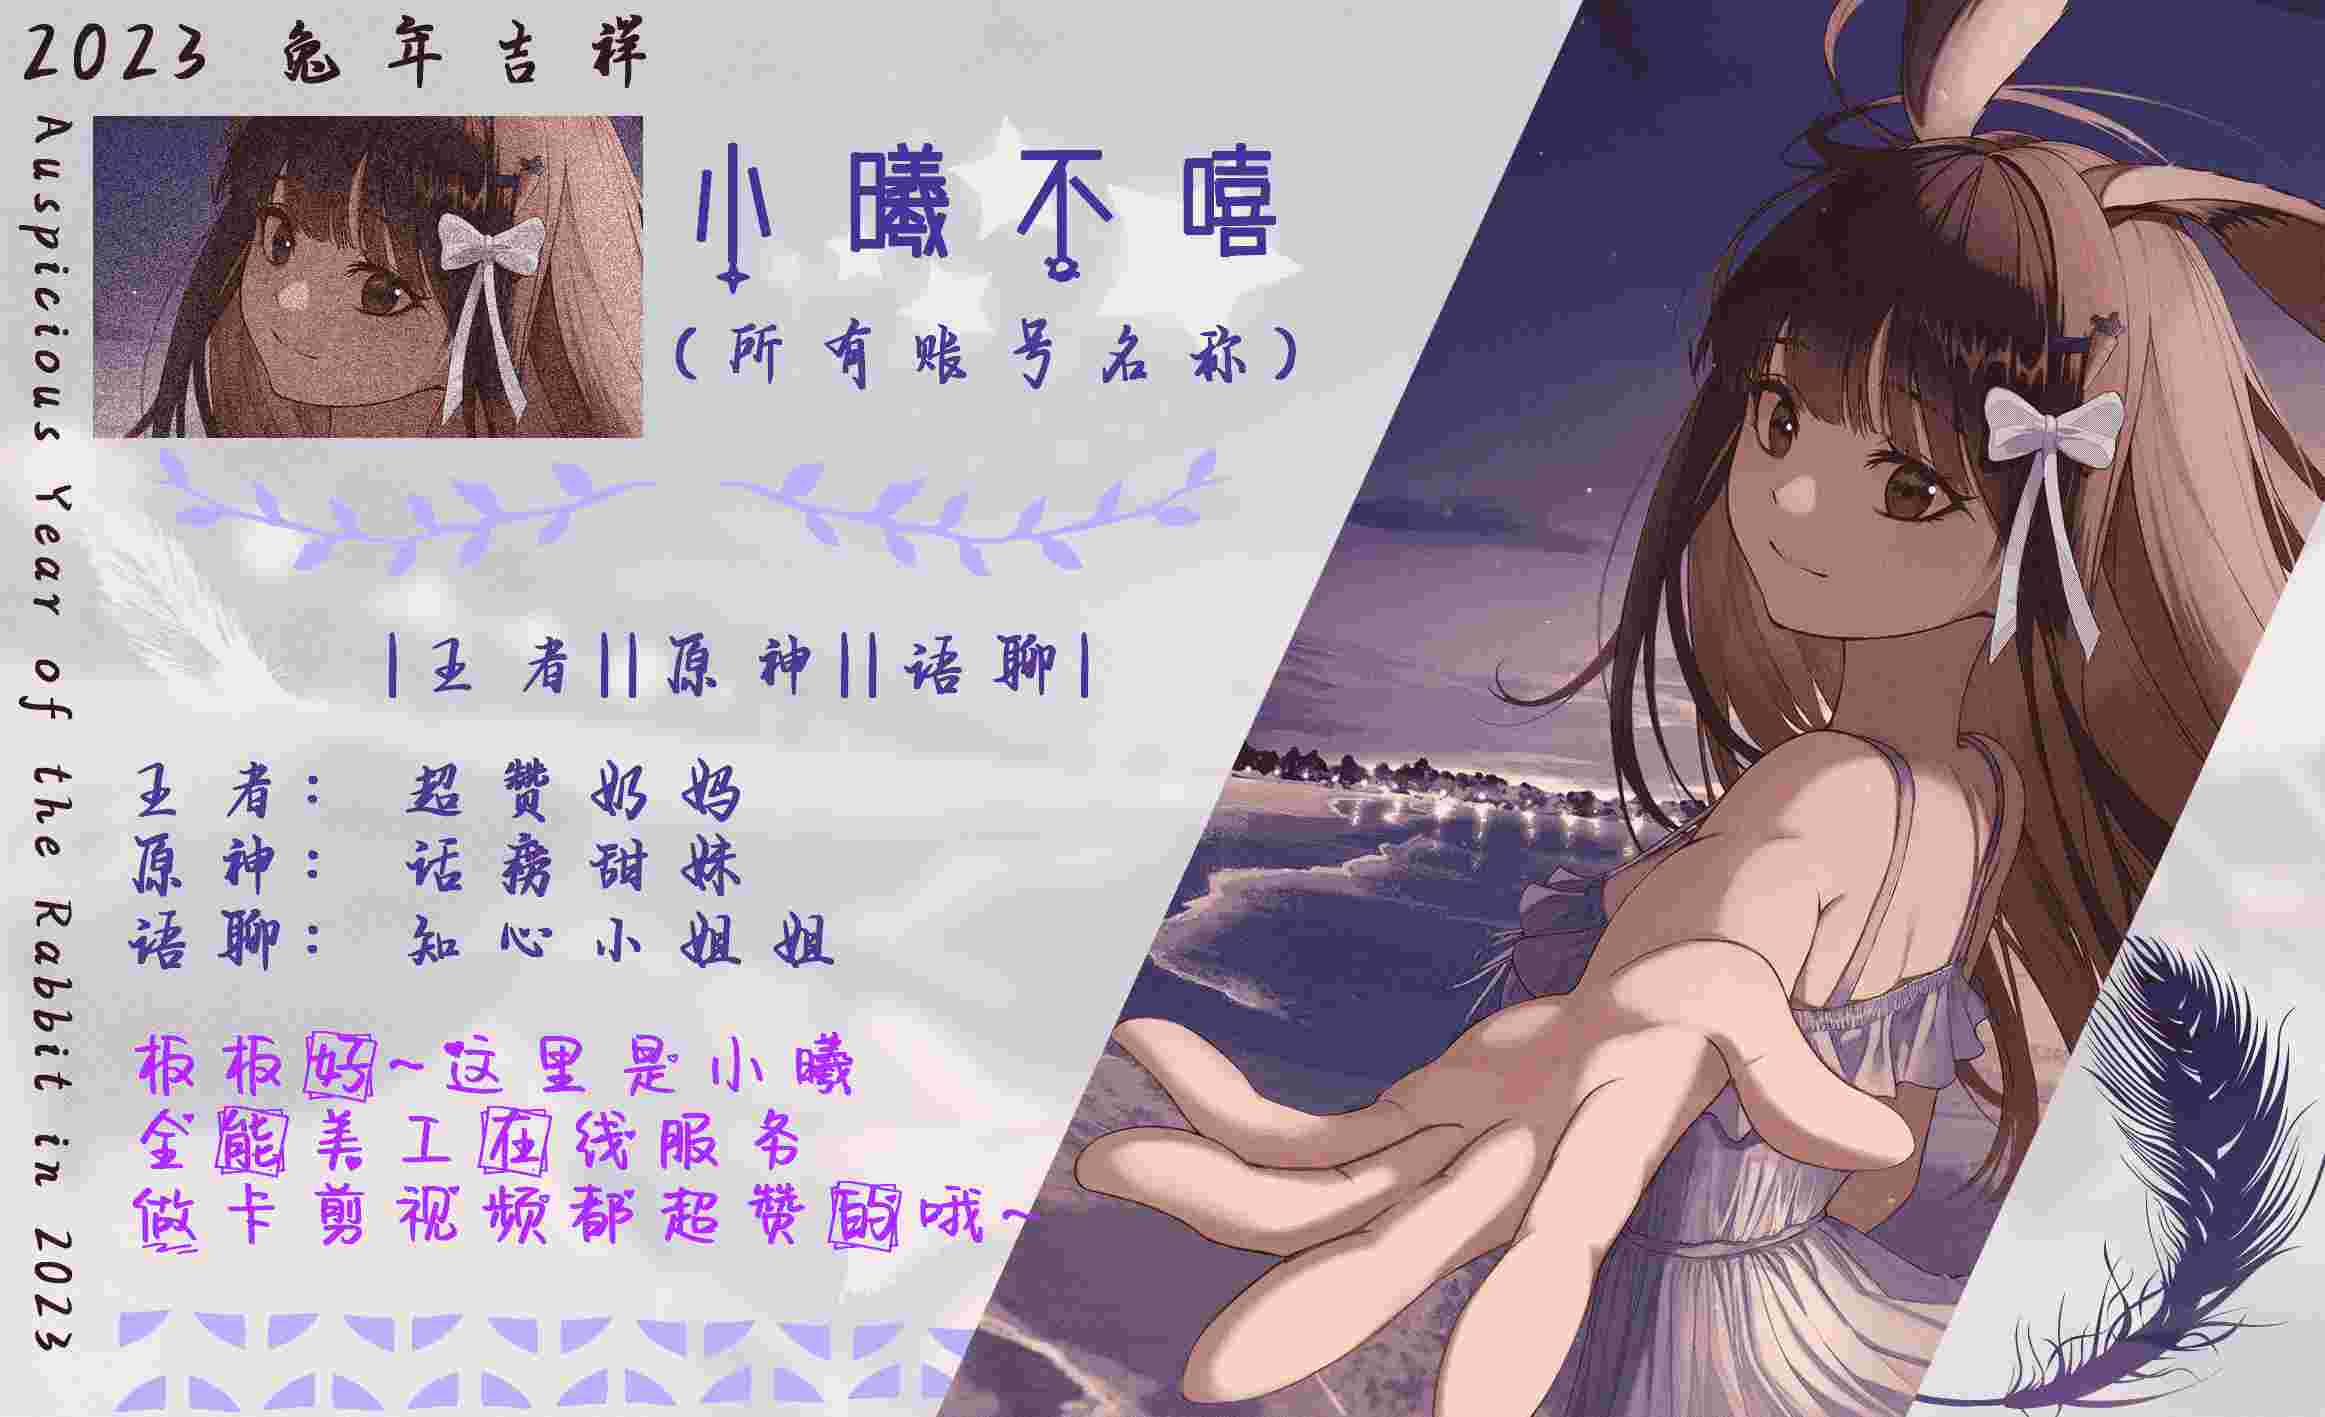 2023 兔年吉祥
Auspicious Year of the Rabbit in 2023
小曦不嘻
(所有账号名称)
|王者||原神||语聊|
王者: 超赞奶妈
原神: 话痨甜妹
语聊: 知心小姐姐
板板好~这里是小曦
全能美工在线服务
做卡剪视频都超赞的哦~